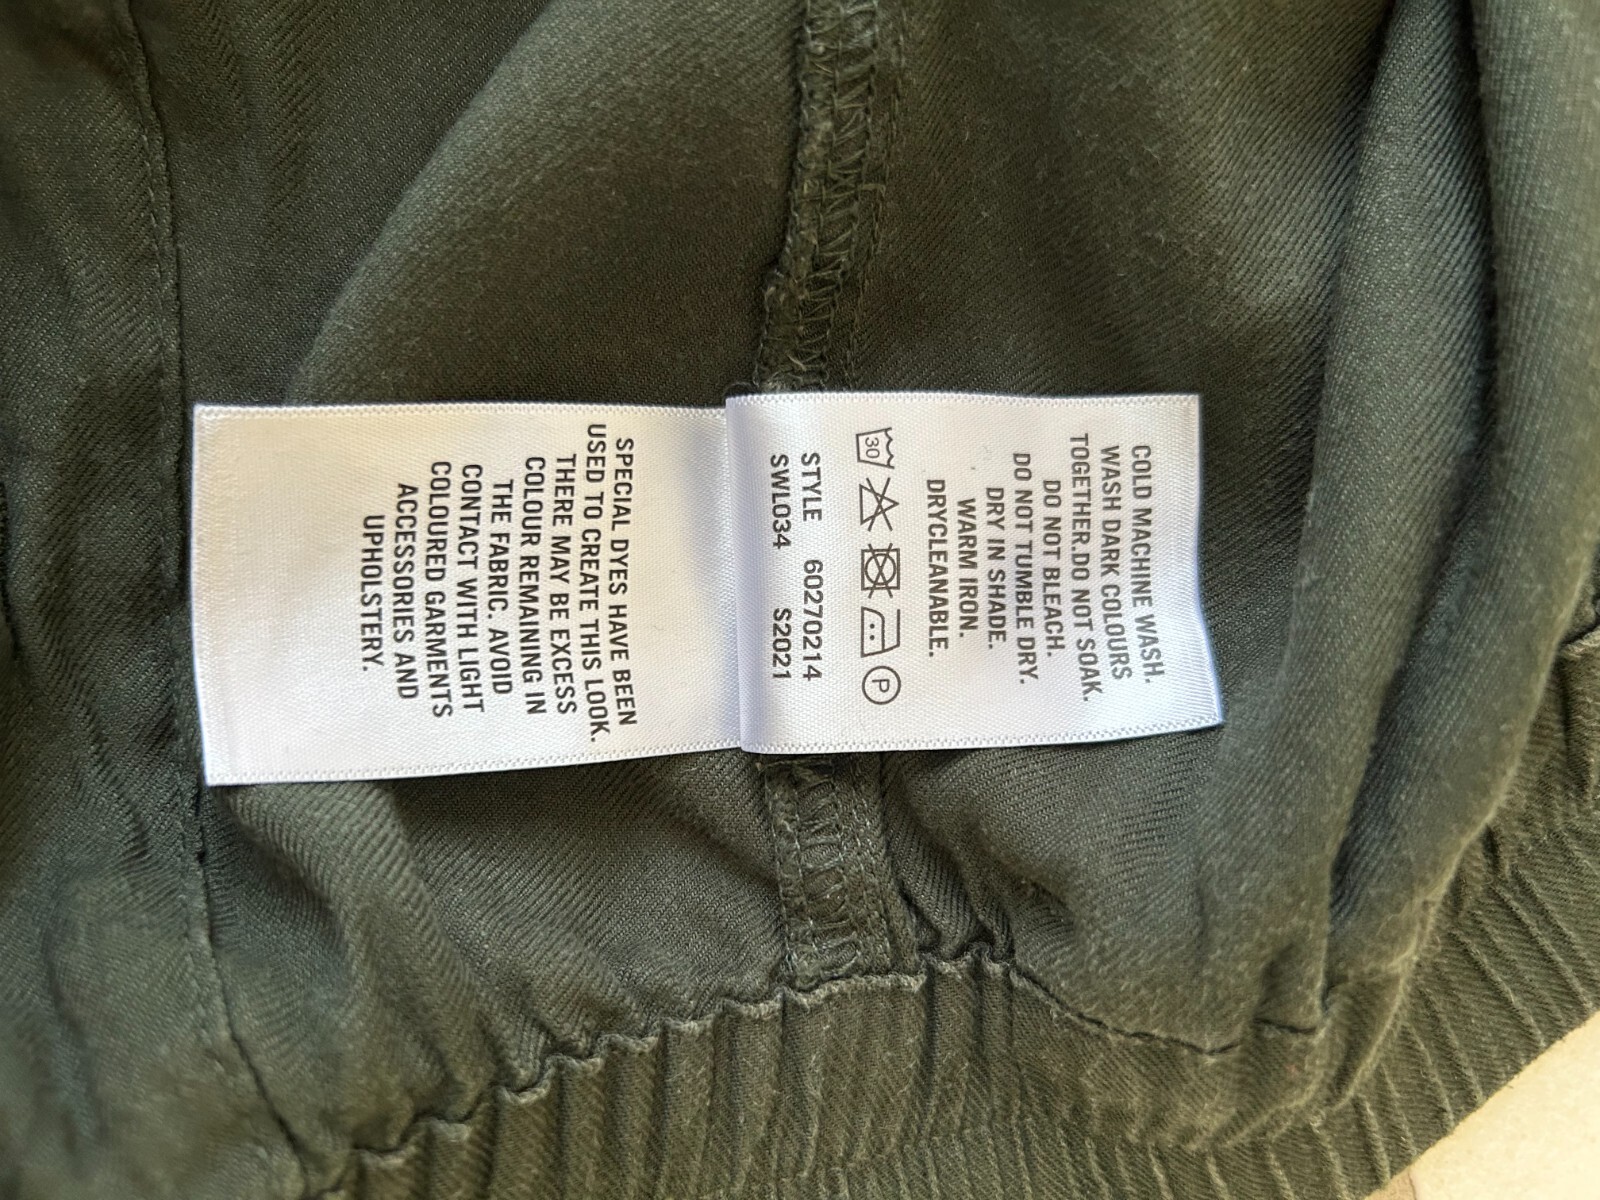 COLD MACHINE WASH.
WASH DARK COLOURS
TOGETHER.DO NOT SOAK.
DO NOT BLEACH.
DO NOT TUMBLE DRY.
DRY IN SHADE.
WARM IRON.
DRYCLEANABLE.
30
P
STYLE 60270214
SWL034 S2021
SPECIAL DYES HAVE BEEN
USED TO CREATE THIS LOOK.
THERE MAY BE EXCESS
COLOUR REMAINING IN
THE FABRIC. AVOID
CONTACT WITH LIGHT
COLOURED GARMENTS
ACCESSORIES AND
UPHOLSTERY.